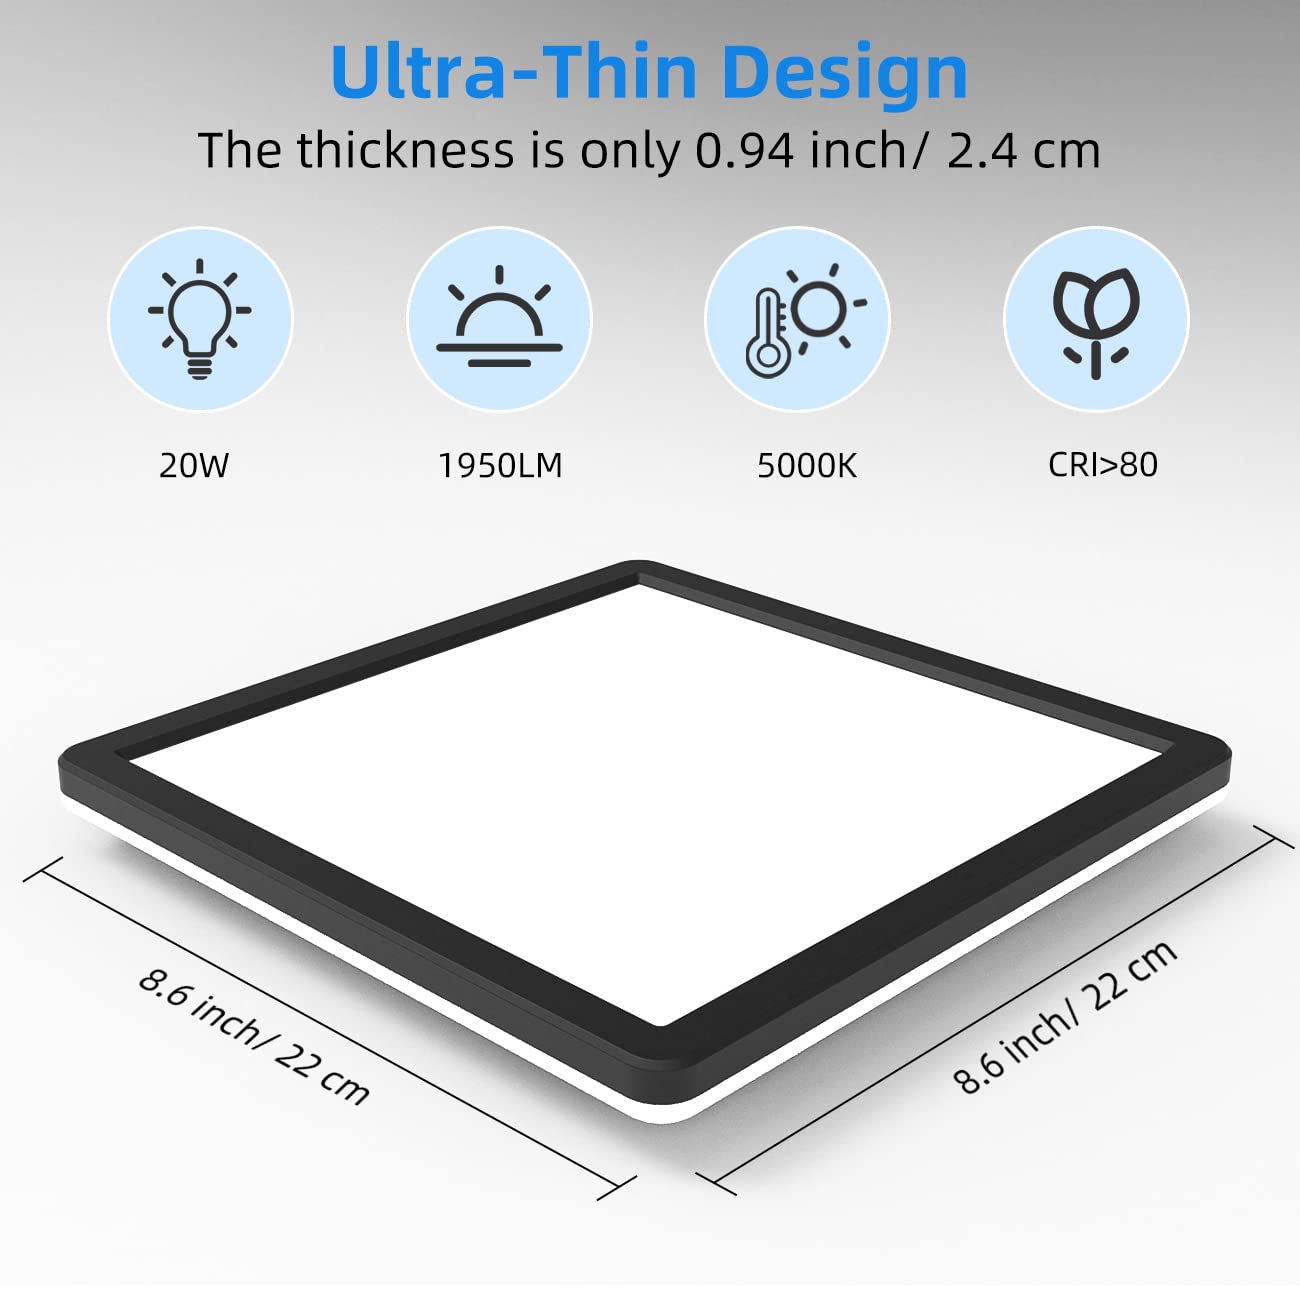 Ultra-Thin Design
The thickness is only 0.94 inch/ 2.4 cm
20W
1950LM
5000K
CRI>80
8.6 inch/ 22 cm
8.6 inch/ 22 cm